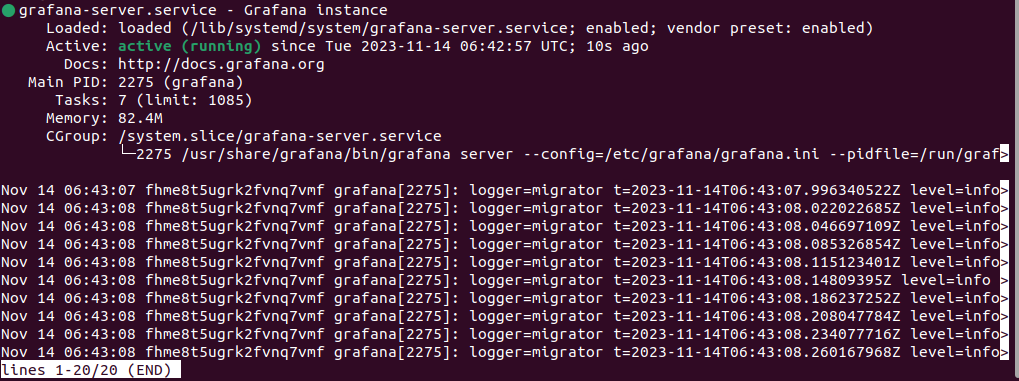 ● grafana-server.service - Grafana instance
Loaded: loaded (/lib/systemd/system/grafana-server.service; enabled; vendor preset: enabled)
Active: active (running) since Tue 2023-11-14 06:42:57 UTC; 10s ago
Docs: http://docs.grafana.org
Main PID: 2275 (grafana)
Tasks: 7 (limit: 1085)
Memory: 82.4M
CGroup: /system.slice/grafana-server.service
└─2275 /usr/share/grafana/bin/grafana server --config=/etc/grafana/grafana.ini --pidfile=/run/graf>
Nov 14 06:43:07 fhme8t5ugrk2fvnq7vmf grafana[2275]: logger=migrator t=2023-11-14T06:43:07.996340522Z level=info>
Nov 14 06:43:08 fhme8t5ugrk2fvnq7vmf grafana[2275]: logger=migrator t=2023-11-14T06:43:08.022022685Z level=info>
Nov 14 06:43:08 fhme8t5ugrk2fvnq7vmf grafana[2275]: logger=migrator t=2023-11-14T06:43:08.046697109Z level=info>
Nov 14 06:43:08 fhme8t5ugrk2fvnq7vmf grafana[2275]: logger=migrator t=2023-11-14T06:43:08.085326854Z level=info>
Nov 14 06:43:08 fhme8t5ugrk2fvnq7vmf grafana[2275]: logger=migrator t=2023-11-14T06:43:08.115123401Z level=info>
Nov 14 06:43:08 fhme8t5ugrk2fvnq7vmf grafana[2275]: logger=migrator t=2023-11-14T06:43:08.14809395Z level=info >
Nov 14 06:43:08 fhme8t5ugrk2fvnq7vmf grafana[2275]: logger=migrator t=2023-11-14T06:43:08.186237252Z level=info>
Nov 14 06:43:08 fhme8t5ugrk2fvnq7vmf grafana[2275]: logger=migrator t=2023-11-14T06:43:08.208047784Z level=info>
Nov 14 06:43:08 fhme8t5ugrk2fvnq7vmf grafana[2275]: logger=migrator t=2023-11-14T06:43:08.234077716Z level=info>
Nov 14 06:43:08 fhme8t5ugrk2fvnq7vmf grafana[2275]: logger=migrator t=2023-11-14T06:43:08.260167968Z level=info>
lines 1-20/20 (END)